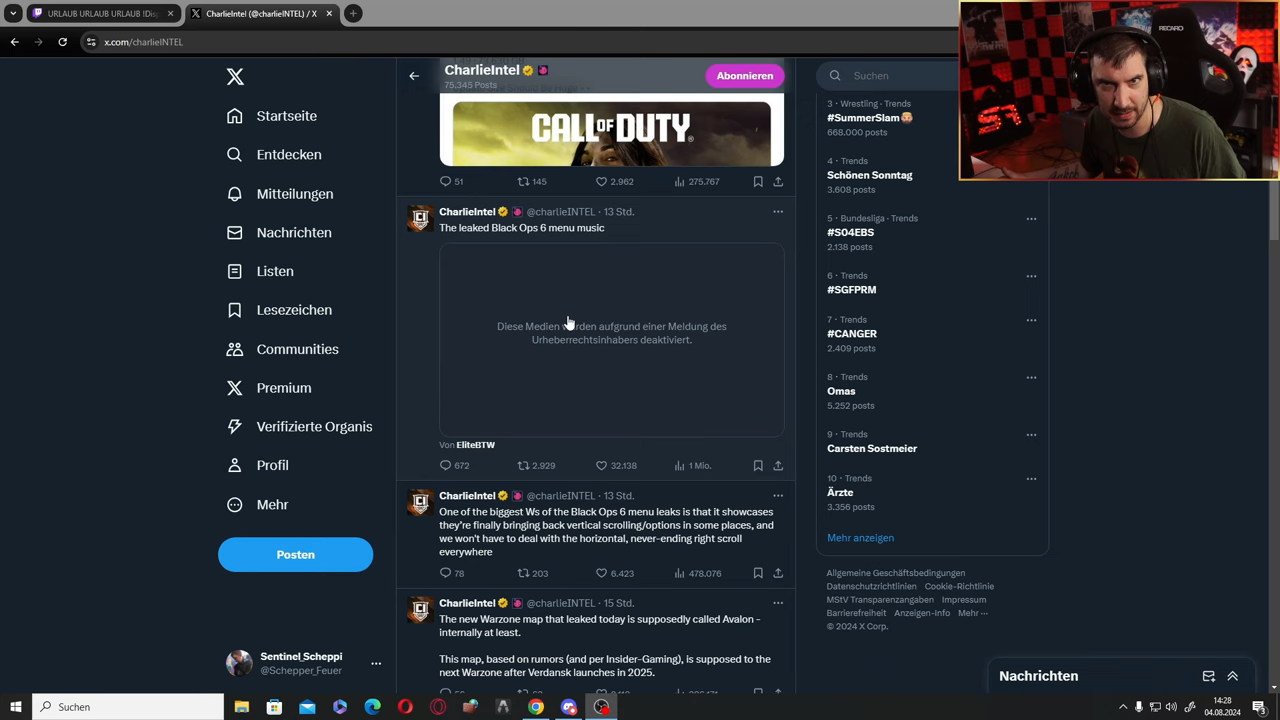 URLAUB URLAUB URLAUB !Dis
CharlieIntel (@charlieINTEL) / X
x.com/charlieINTEL
Startseite
Entdecken
Mitteilungen
Nachrichten
Listen
Lesezeichen
Communities
Premium
Verifizierte Organis
Profil
Mehr
Posten
Sentinel_Scheppi
@Schepper_Feuer
CharlieIntel
75.345 Posts
Abonnieren
CALL OF DUTY
51 145 2.962 275.767
CharlieIntel @charlieINTEL · 13 Std.
The leaked Black Ops 6 menu music
Diese Medien wurden aufgrund einer Meldung des
Urheberrechtsinhabers deaktiviert.
Von EliteBTW
672 2.929 32.138 1 Mio.
CharlieIntel @charlieINTEL · 13 Std.
One of the biggest Ws of the Black Ops 6 menu leaks is that it showcases
they're finally bringing back vertical scrolling/options in some places, and
we won't have to deal with the horizontal, never-ending right scroll
everywhere
78 203 6.423 478.076
CharlieIntel @charlieINTEL · 15 Std.
The new Warzone map that leaked today is supposedly called Avalon -
internally at least.
This map, based on rumors (and per Insider-Gaming), is supposed to the
next Warzone after Verdansk launches in 2025.
Suchen
3 · Wrestling · Trends
#SummerSlam
668.000 posts
4 · Trends
Schönen Sonntag
3.608 posts
5 · Bundesliga · Trends
#S04EBS
2.138 posts
6 · Trends
#SGFPRM
7 · Trends
#CANGER
2.409 posts
8 · Trends
Omas
5.252 posts
9 · Trends
Carsten Sostmeier
10 · Trends
Ärzte
3.356 posts
Mehr anzeigen
Allgemeine Geschäftsbedingungen
Datenschutzrichtlinien Cookie-Richtlinie
MStV Transparenzangaben Impressum
Barrierefreiheit Anzeigen-Info Mehr ···
© 2024 X Corp.
Nachrichten
RECARO
Suchen
14:28
04.08.2024
3